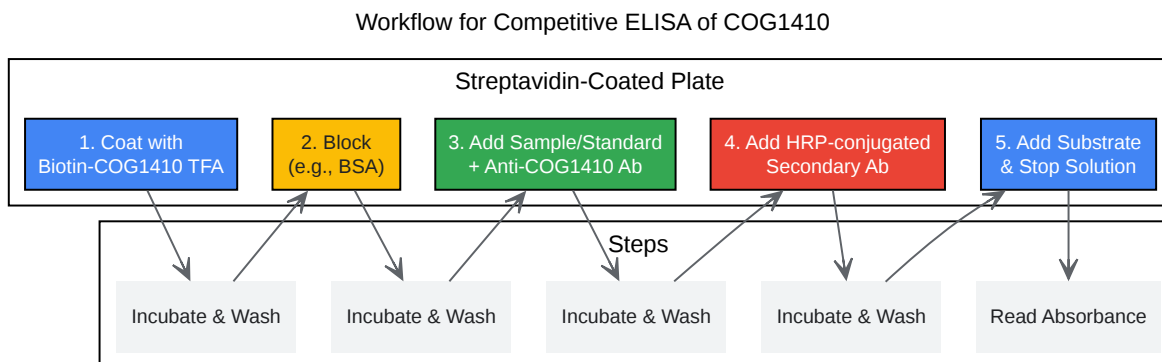 Workflow for Competitive ELISA of COG1410
Streptavidin-Coated Plate
1. Coat with
Biotin-COG1410 TFA
2. Block
(e.g., BSA)
3. Add Sample/Standard
+ Anti-COG1410 Ab
4. Add HRP-conjugated
Secondary Ab
5. Add Substrate
& Stop Solution
Steps
Incubate & Wash
Incubate & Wash
Incubate & Wash
Incubate & Wash
Read Absorbance